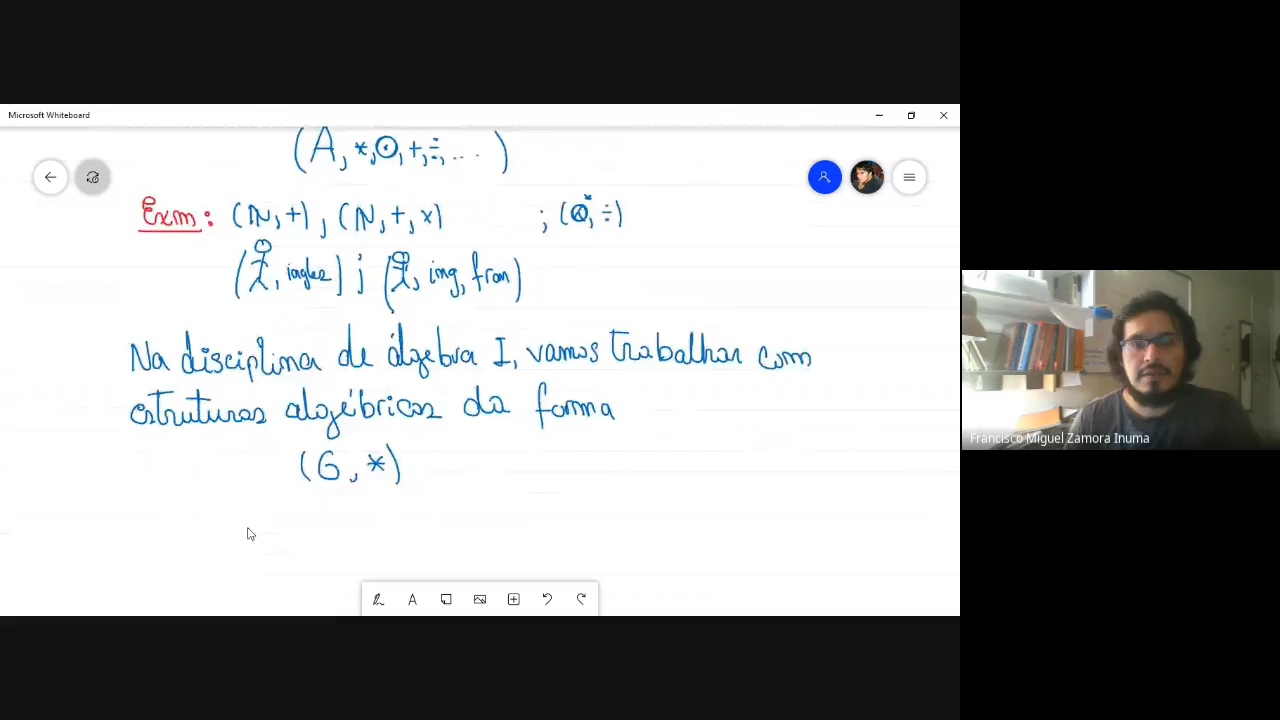 Microsoft Whiteboard
(A, *, ⊙, +, ÷, ...)
Exm: (ℕ, +) , (ℕ, +, ×) ; (ℚ*, ÷)
( , ingles) ; ( , ing, fran)
Na disciplina de álgebra I, vamos trabalhar com
estruturas algébricas da forma
(G, *)
Francisco Miguel Zamora Inuma